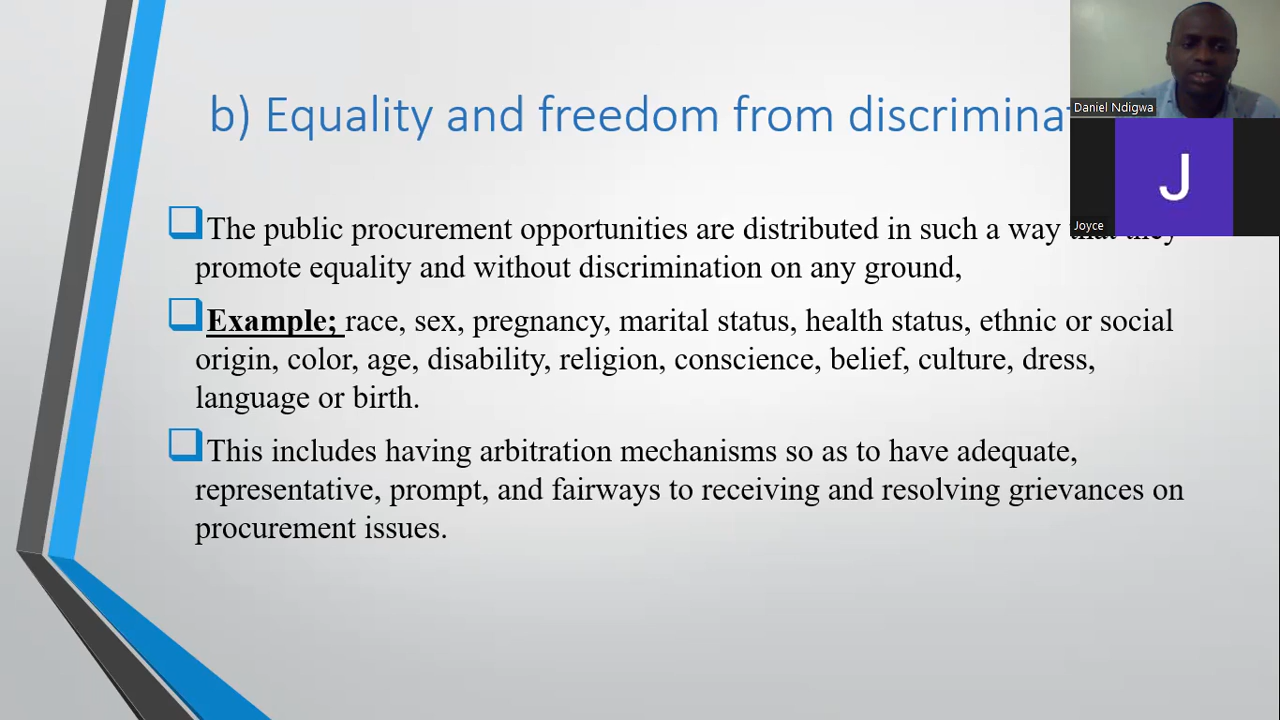 b) Equality and freedom from discrimina
Daniel Ndigwa
J
Joyce
The public procurement opportunities are distributed in such a way that they
promote equality and without discrimination on any ground,
Example; race, sex, pregnancy, marital status, health status, ethnic or social
origin, color, age, disability, religion, conscience, belief, culture, dress,
language or birth.
This includes having arbitration mechanisms so as to have adequate,
representative, prompt, and fairways to receiving and resolving grievances on
procurement issues.